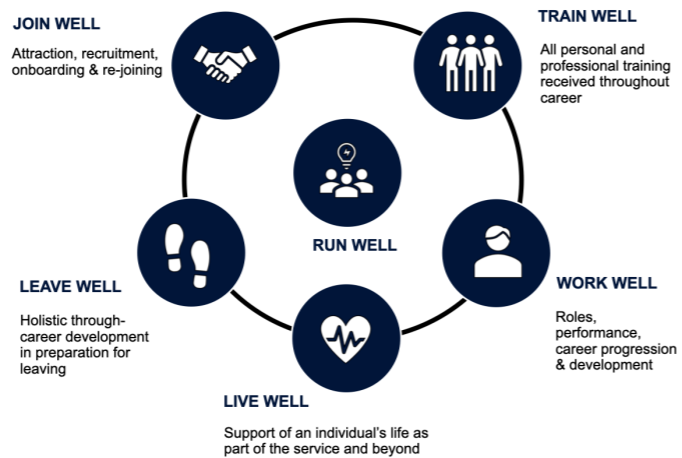 JOIN WELL
Attraction, recruitment,
onboarding & re-joining
TRAIN WELL
All personal and
professional training
received throughout
career
RUN WELL
WORK WELL
Roles,
performance,
career progression
& development
LIVE WELL
Support of an individual's life as
part of the service and beyond
LEAVE WELL
Holistic through-
career development
in preparation for
leaving